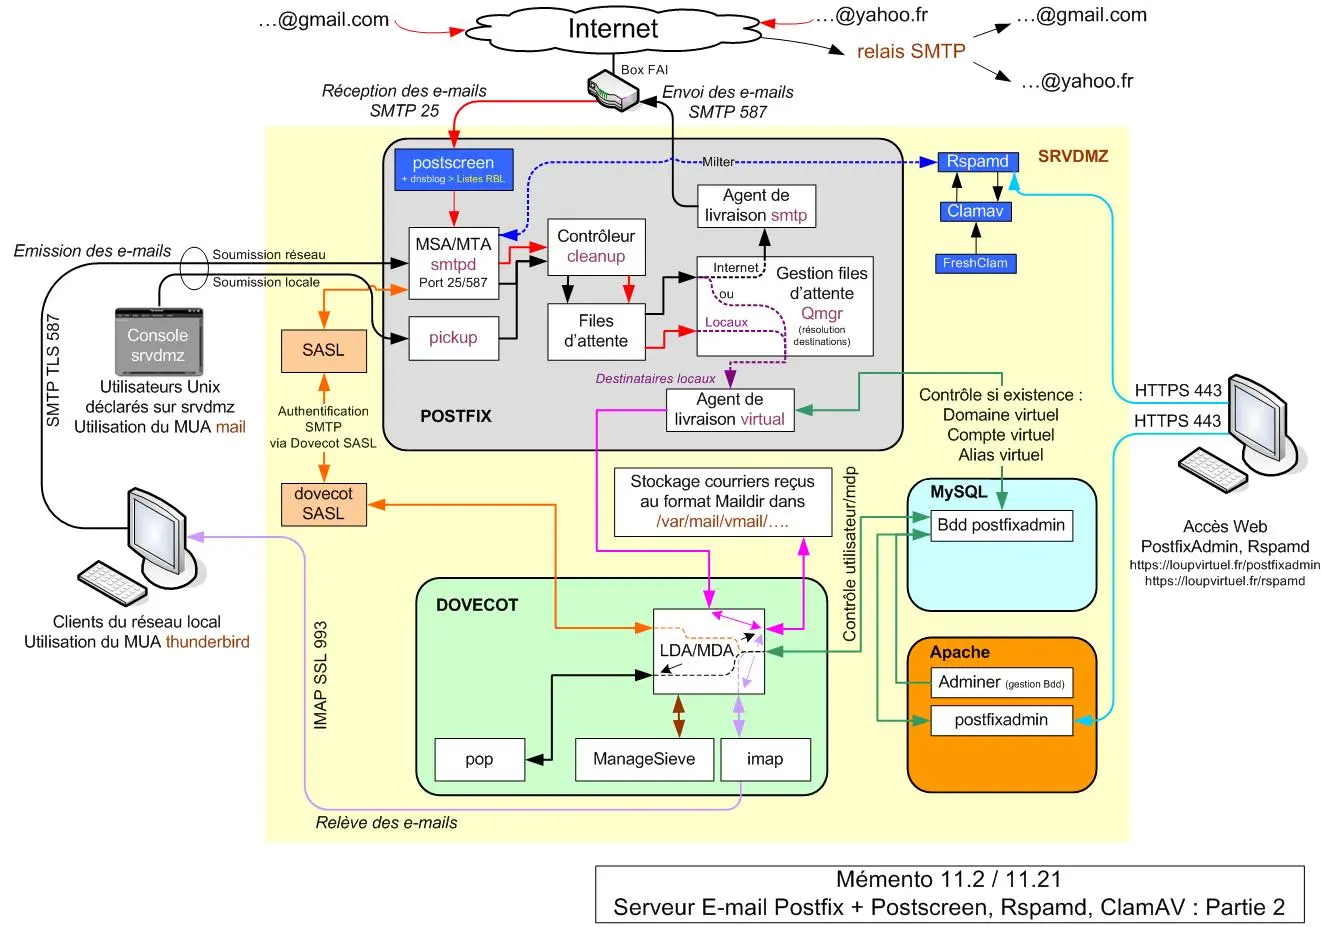 ...@gmail.com
Internet
...@yahoo.fr
...@gmail.com
relais SMTP
...@yahoo.fr
Box FAI
Réception des e-mails
SMTP 25
Envoi des e-mails
SMTP 587
SRVDMZ
postscreen
+ dnsblog > Listes RBL
Milter
Rspamd
Clamav
FreshClam
Agent de
livraison smtp
MSA/MTA
smtpd
Port 25/587
Contrôleur
cleanup
Emission des e-mails
Soumission réseau
Soumission locale
Internet
ou
Locaux
Gestion files
d'attente
Qmgr
(résolution
destinations)
Files
d'attente
pickup
Console
srvdmz
Utilisateurs Unix
déclarés sur srvdmz
Utilisation du MUA mail
SMTP TLS 587
SASL
Authentification
SMTP
via Dovecot SASL
dovecot
SASL
Destinataires locaux
Agent de
livraison virtual
POSTFIX
Contrôle si existence :
Domaine virtuel
Compte virtuel
Alias virtuel
HTTPS 443
HTTPS 443
Stockage courriers reçus
au format Maildir dans
/var/mail/vmail/....
Contrôle utilisateur/mdp
MySQL
Bdd postfixadmin
Accès Web
PostfixAdmin, Rspamd
https://loupvirtuel.fr/postfixadmin
https://loupvirtuel.fr/rspamd
Clients du réseau local
Utilisation du MUA thunderbird
IMAP SSL 993
DOVECOT
LDA/MDA
pop
ManageSieve
imap
Apache
Adminer (gestion Bdd)
postfixadmin
Relève des e-mails
Mémento 11.2 / 11.21
Serveur E-mail Postfix + Postscreen, Rspamd, ClamAV : Partie 2